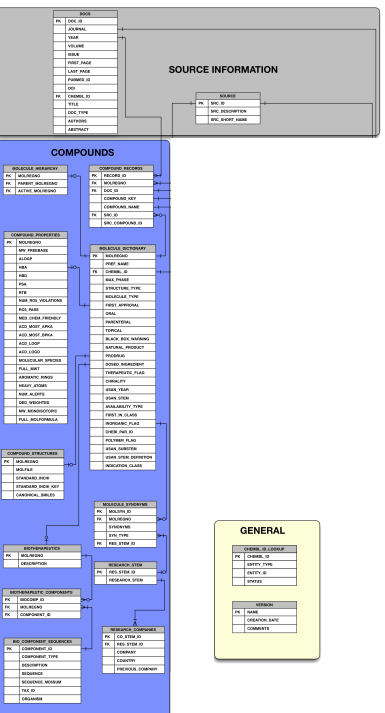 DOCS
PK DOC_ID
JOURNAL
YEAR
VOLUME
ISSUE
FIRST_PAGE
LAST_PAGE
PUBMED_ID
DOI
FK CHEMBL_ID
TITLE
DOC_TYPE
AUTHORS
ABSTRACT
SOURCE INFORMATION
SOURCE
PK SRC_ID
SRC_DESCRIPTION
SRC_SHORT_NAME
COMPOUNDS
MOLECULE_HIERARCHY
PK MOLREGNO
FK PARENT_MOLREGNO
FK ACTIVE_MOLREGNO
COMPOUND_RECORDS
PK RECORD_ID
FK MOLREGNO
FK DOC_ID
COMPOUND_KEY
COMPOUND_NAME
FK SRC_ID
SRC_COMPOUND_ID
COMPOUND_PROPERTIES
PK MOLREGNO
MW_FREEBASE
ALOGP
HBA
HBD
PSA
RTB
NUM_RO5_VIOLATIONS
RO3_PASS
MED_CHEM_FRIENDLY
ACD_MOST_APKA
ACD_MOST_BPKA
ACD_LOGP
ACD_LOGD
MOLECULAR_SPECIES
FULL_MWT
AROMATIC_RINGS
HEAVY_ATOMS
NUM_ALERTS
QED_WEIGHTED
MW_MONOISOTOPIC
FULL_MOLFORMULA
MOLECULE_DICTIONARY
PK MOLREGNO
PREF_NAME
FK CHEMBL_ID
MAX_PHASE
STRUCTURE_TYPE
MOLECULE_TYPE
FIRST_APPROVAL
ORAL
PARENTERAL
TOPICAL
BLACK_BOX_WARNING
NATURAL_PRODUCT
PRODRUG
DOSED_INGREDIENT
THERAPEUTIC_FLAG
CHIRALITY
USAN_YEAR
USAN_STEM
AVAILABILITY_TYPE
FIRST_IN_CLASS
INORGANIC_FLAG
CHEBI_PAR_ID
POLYMER_FLAG
USAN_SUBSTEM
USAN_STEM_DEFINITION
INDICATION_CLASS
COMPOUND_STRUCTURES
PK MOLREGNO
MOLFILE
STANDARD_INCHI
STANDARD_INCHI_KEY
CANONICAL_SMILES
MOLECULE_SYNONYMS
PK MOLSYN_ID
FK MOLREGNO
SYNONYMS
SYN_TYPE
FK RES_STEM_ID
BIOTHERAPEUTICS
PK MOLREGNO
DESCRIPTION
RESEARCH_STEM
PK RES_STEM_ID
RESEARCH_STEM
BIOTHERAPEUTIC_COMPONENTS
PK BIOCOMP_ID
FK MOLREGNO
FK COMPONENT_ID
RESEARCH_COMPANIES
PK CO_STEM_ID
FK RES_STEM_ID
COMPANY
COUNTRY
PREVIOUS_COMPANY
BIO_COMPONENT_SEQUENCES
PK COMPONENT_ID
COMPONENT_TYPE
DESCRIPTION
SEQUENCE
SEQUENCE_MD5SUM
TAX_ID
ORGANISM
GENERAL
CHEMBL_ID_LOOKUP
PK CHEMBL_ID
ENTITY_TYPE
ENTITY_ID
STATUS
VERSION
PK NAME
CREATION_DATE
COMMENTS